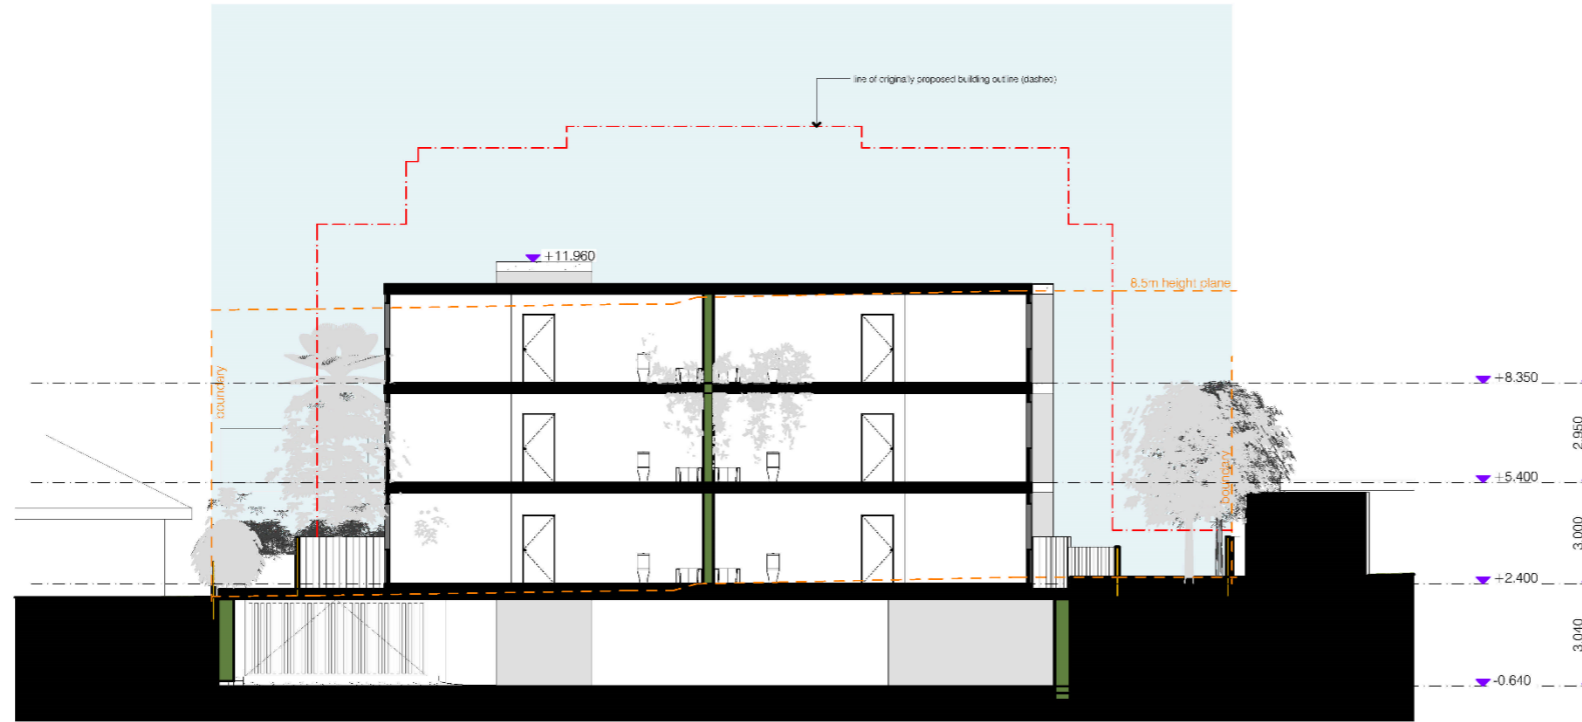 line of originally proposed building outline (dashed)
+11.960
8.5m height plane
boundary
+8.350
2.950
boundary
+5.400
3.000
+2.400
3.040
-0.640